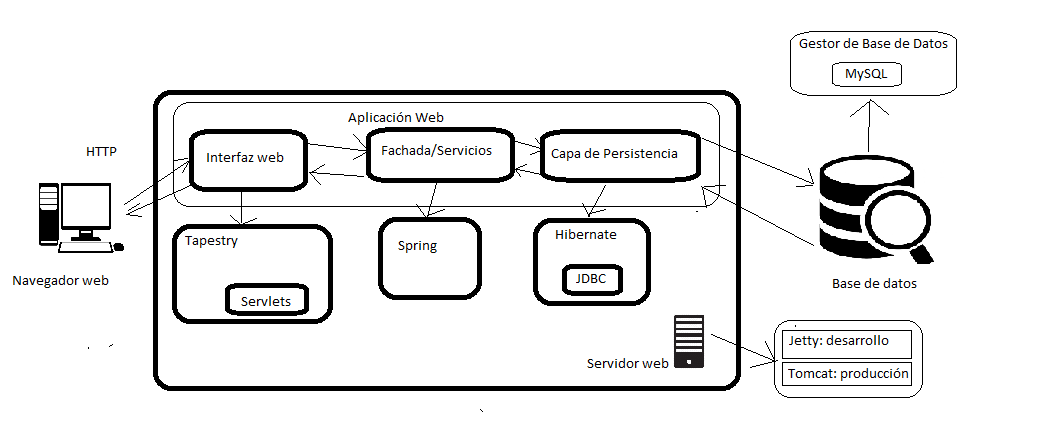 Gestor de Base de Datos
MySQL
Aplicación Web
HTTP
Interfaz web
Fachada/Servicios
Capa de Persistencia
Navegador web
Tapestry
Servlets
Spring
Hibernate
JDBC
Base de datos
Servidor web
Jetty: desarrollo
Tomcat: producción